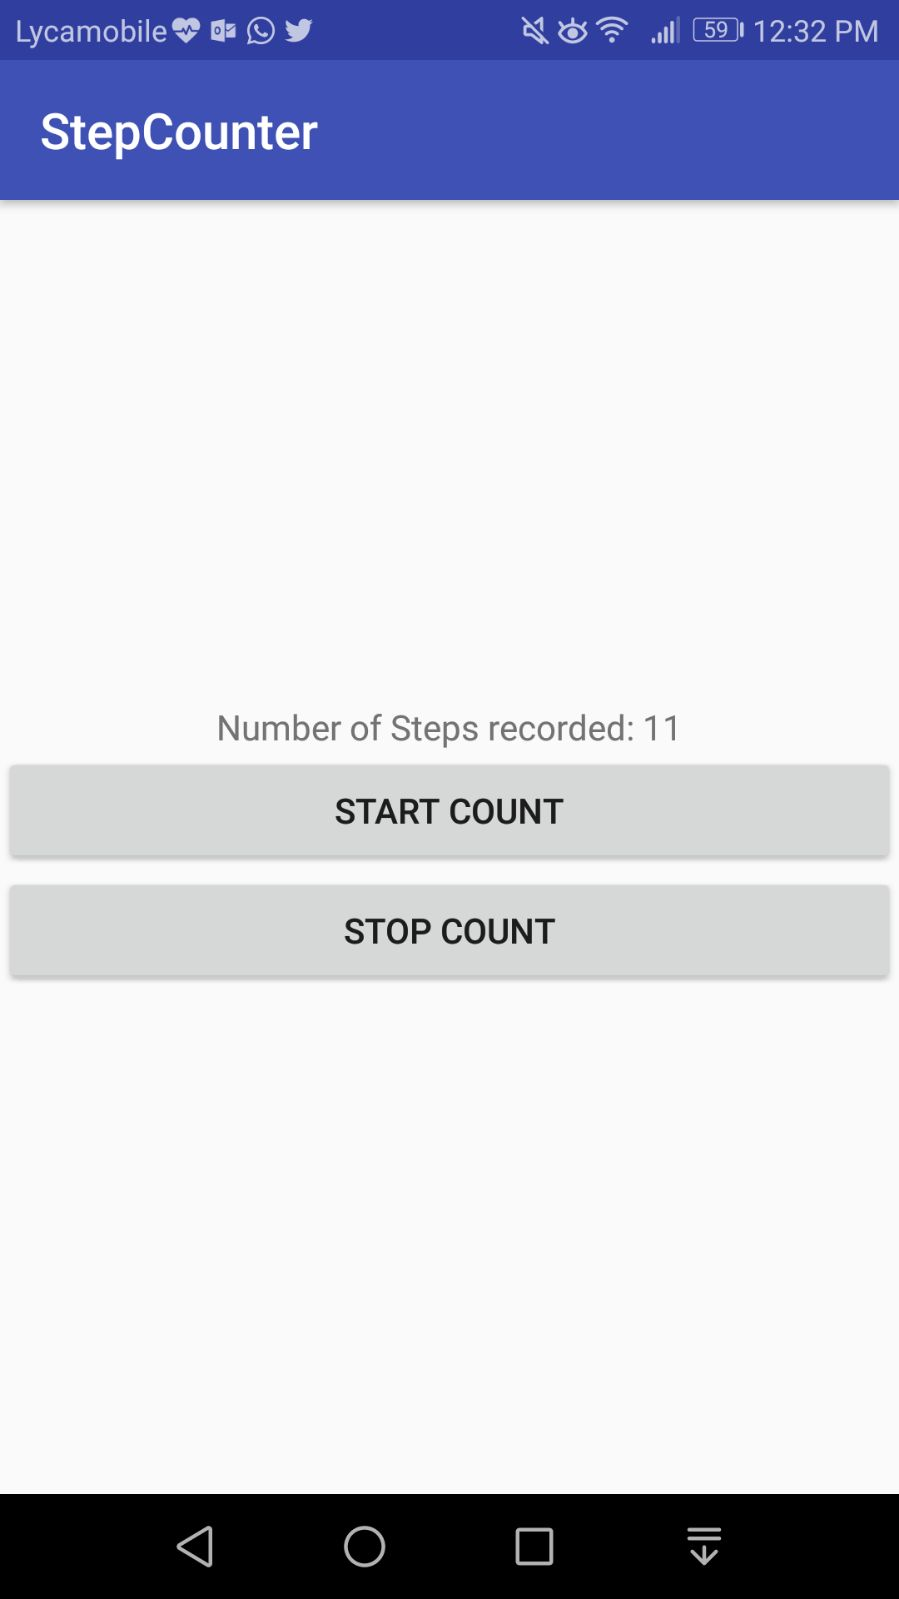 Lycamobile 59 12:32 PM
StepCounter
Number of Steps recorded: 11
START COUNT
STOP COUNT